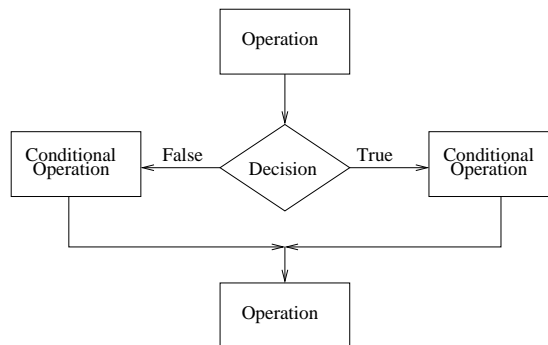 Operation
Conditional
Operation
False
Decision
True
Conditional
Operation
Operation